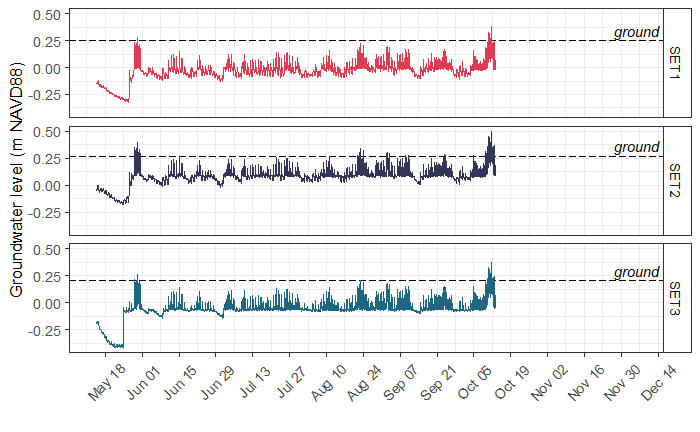 Groundwater level (m NAVD88)
0.50
0.25
0.00
-0.25
ground
SET1
0.50
0.25
0.00
-0.25
ground
SET2
0.50
0.25
0.00
-0.25
ground
SET3
May 18
Jun 01
Jun 15
Jun 29
Jul 13
Jul 27
Aug 10
Aug 24
Sep 07
Sep 21
Oct 05
Oct 19
Nov 02
Nov 16
Nov 30
Dec 14